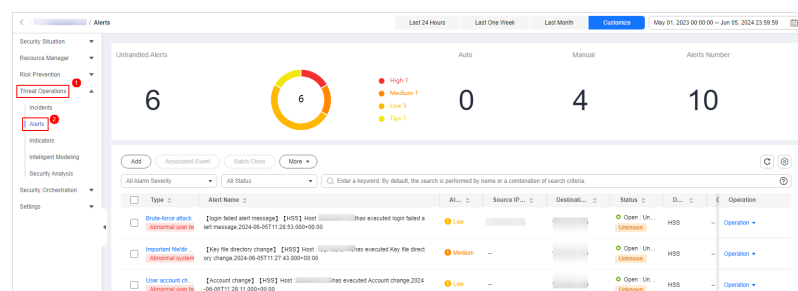 / Alerts
Last 24 Hours
Last One Week
Last Month
Customize
May 01, 2023 00:00:00 – Jun 05, 2024 23:59:59
Security Situation
Resource Manager
Risk Prevention
Threat Operations
1
Incidents
Alerts
2
Indicators
Intelligent Modeling
Security Analysis
Security Orchestration
Settings
Unhandled Alerts
Auto
Manual
Alerts Number
6
6
High 1
Medium 1
Low 3
Tips 1
0
4
10
Add
Associated Event
Batch Close
More
All Alarm Severity
All Status
Enter a keyword. By default, the search is performed by name or a combination of search criteria.
Type
Alert Name
Al...
Source IP...
Destinati...
Status
D...
Operation
Brute-force attack
Abnormal user be
【login failed alert message】【HSS】Host
has executed login failed a
lert message,2024-06-05T11:28:53.000+00:00
Low
Open | Un...
Unknown
HSS
--
Operation
Important file/dir...
Abnormal system
【Key file directory change】【HSS】Host
has executed Key file direct
ory change,2024-06-05T11:27:43.000+00:00
Medium
--
Open | Un...
Unknown
HSS
--
Operation
User account ch...
Abnormal user be
【Account change】【HSS】Host:
has executed Account change,2024
-06-05T11:28:11.000+00:00
Low
--
Open | Un...
Unknown
HSS
--
Operation